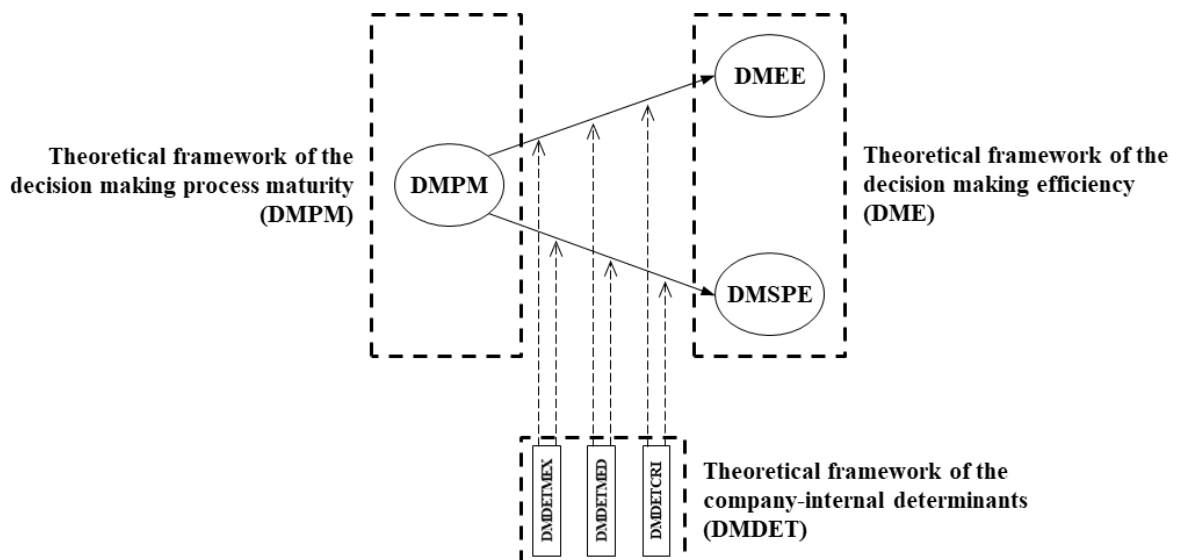 DMEE
Theoretical framework of the
decision making process maturity
(DMPM)
DMPM
Theoretical framework of the
decision making efficiency
(DME)
DMSPE
DMDETMEX
DMDETMED
DMDETCRI
Theoretical framework of the
company-internal determinants
(DMDET)